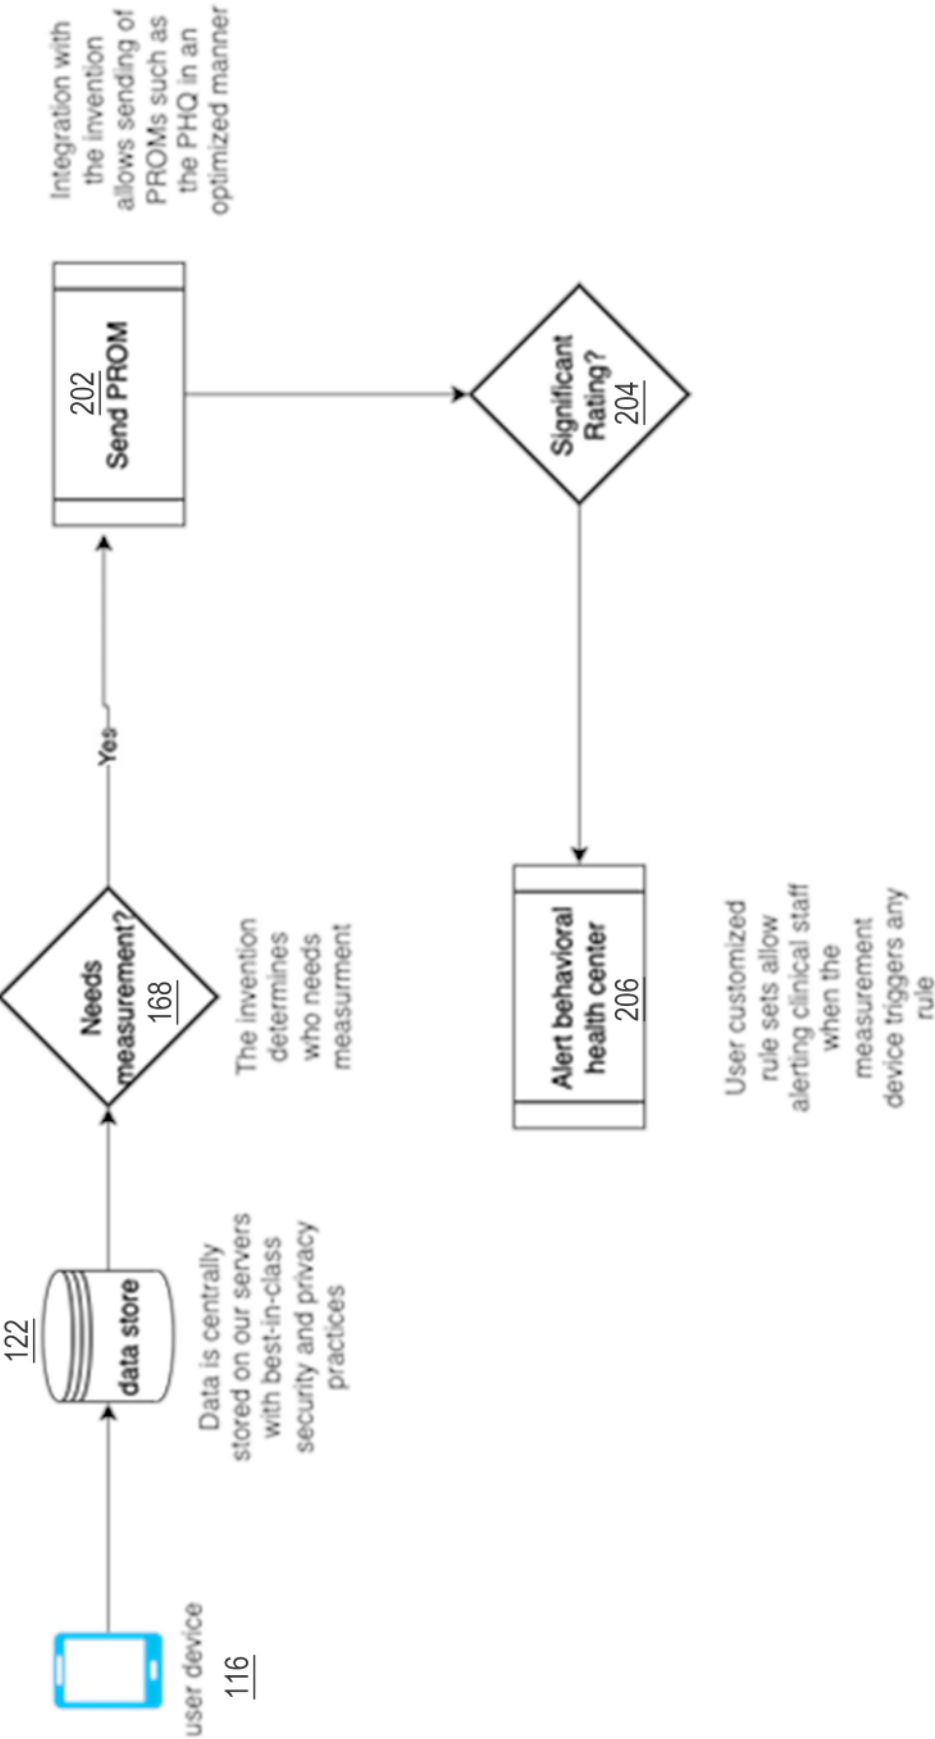 user device
116
122
data store
Data is centrally
stored on our servers
with best-in-class
security and privacy
practices
Needs
measurement?
168
The invention
determines
who needs
measurment
Yes
202
Send PROM
Integration with
the invention
allows sending of
PROMs such as
the PHQ in an
optimized manner
Significant
Rating?
204
Alert behavioral
health center
206
User customized
rule sets allow
alerting clinical staff
when the
measurement
device triggers any
rule